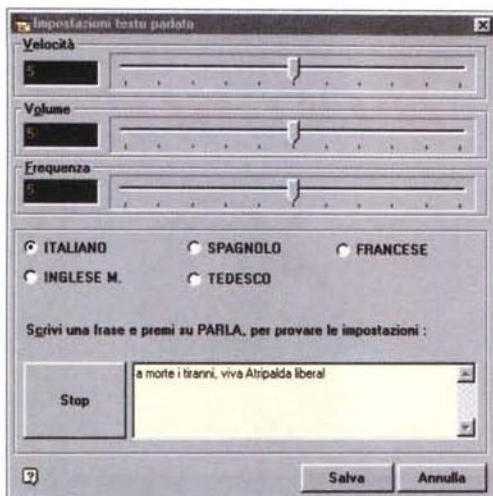 Impostazioni testo parlato
Velocità
5
Volume
5
Frequenza
5
ITALIANO SPAGNOLO FRANCESE
INGLESE M. TEDESCO
Scrivi una frase e premi su PARLA, per provare le impostazioni :
Stop
a morte i tiranni, viva Atripalda liberal
Salva Annulla